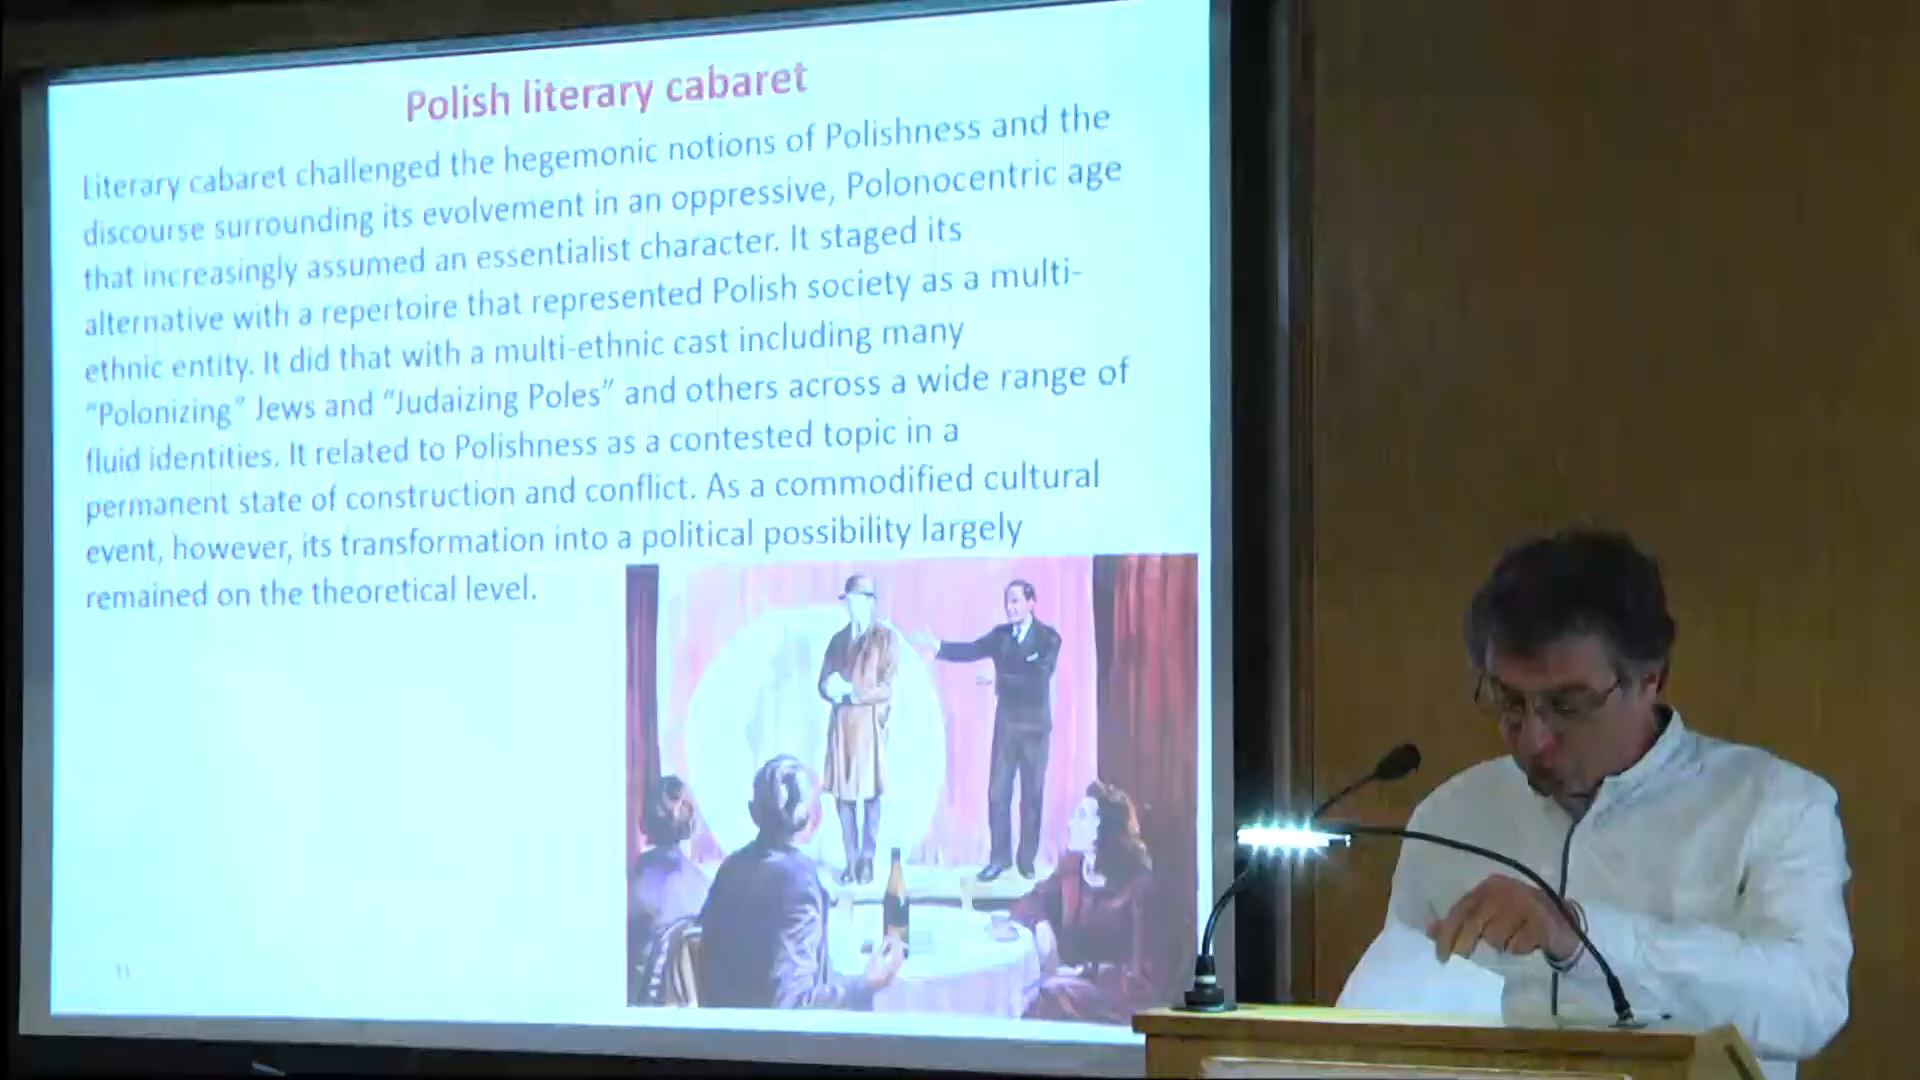 Polish literary cabaret
Literary cabaret challenged the hegemonic notions of Polishness and the
discourse surrounding its evolvement in an oppressive, Polonocentric age
that increasingly assumed an essentialist character. It staged its
alternative with a repertoire that represented Polish society as a multi-
ethnic entity. It did that with a multi-ethnic cast including many
“Polonizing” Jews and “Judaizing Poles” and others across a wide range of
fluid identities. It related to Polishness as a contested topic in a
permanent state of construction and conflict. As a commodified cultural
event, however, its transformation into a political possibility largely
remained on the theoretical level.
11